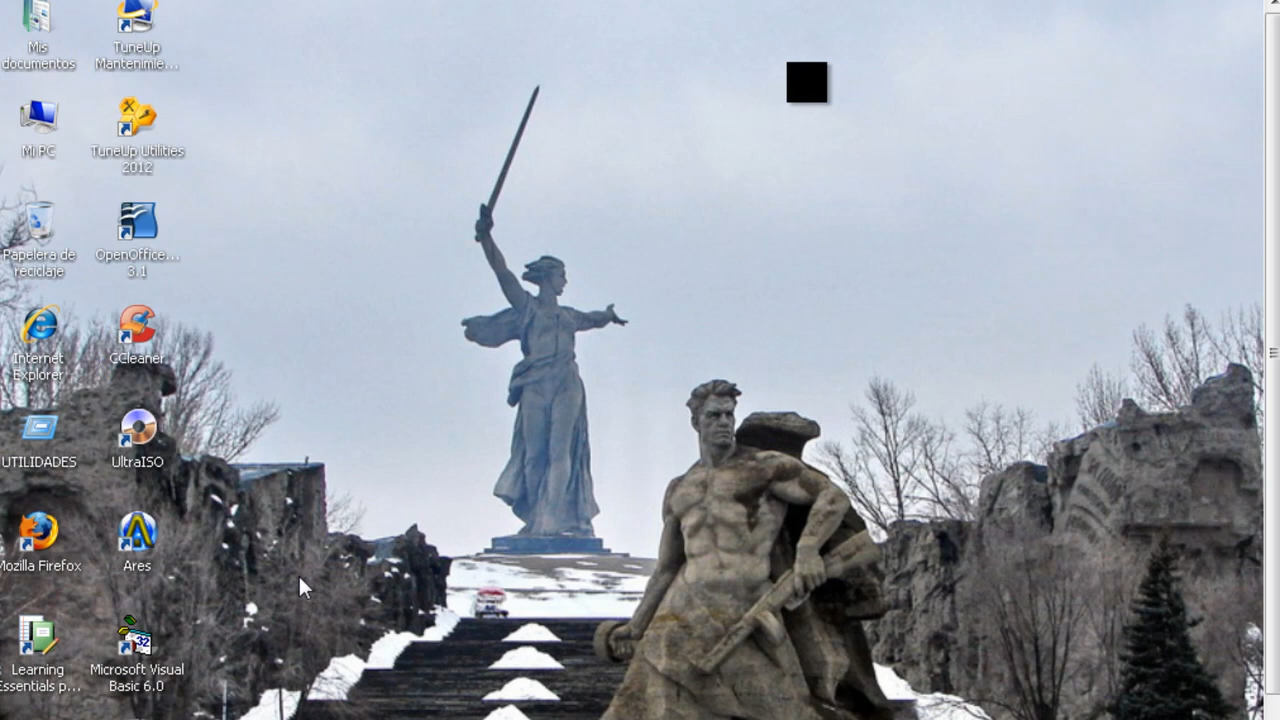 Mis
documentos
TuneUp
Mantenimie...
Mi PC
TuneUp Utilities
2012
Papelera de
reciclaje
OpenOffice...
3.1
Internet
Explorer
CCleaner
UTILIDADES
UltraISO
Mozilla Firefox
Ares
Learning
Essentials p...
Microsoft Visual
Basic 6.0